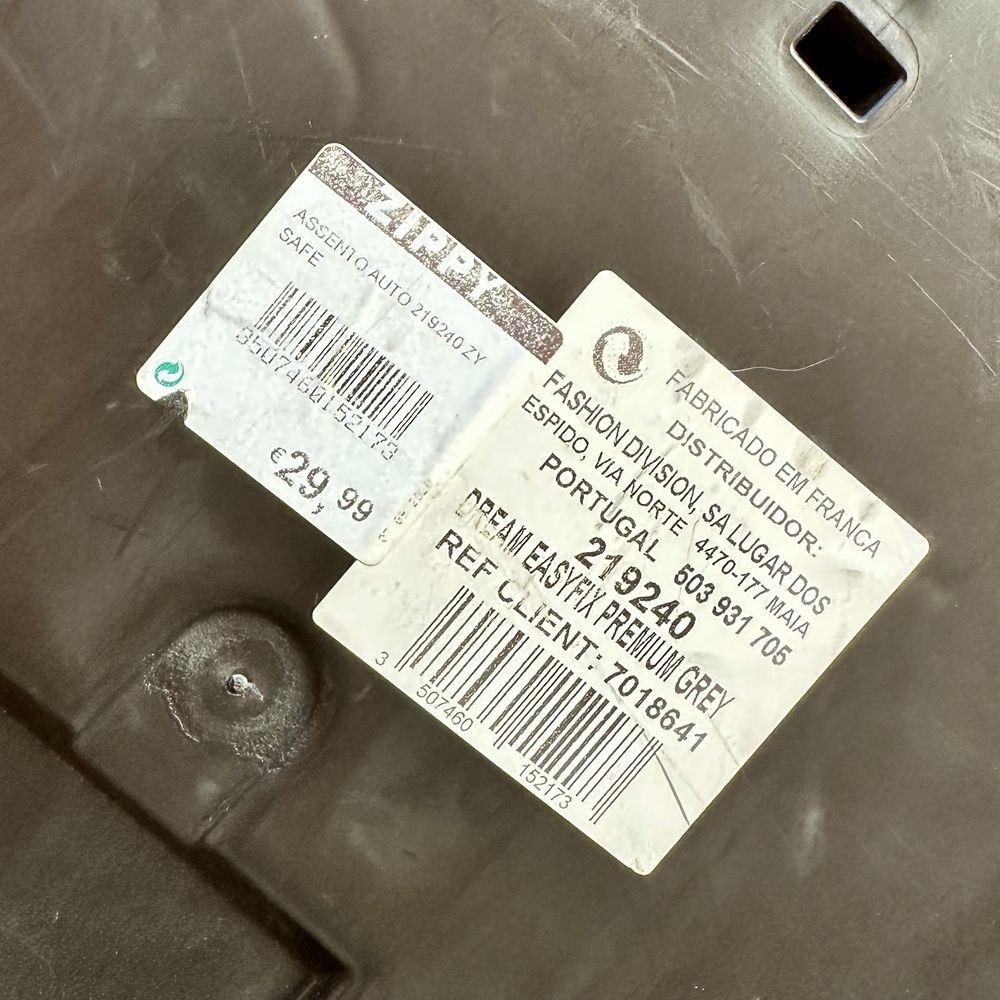 ZIPPY
ASSENTO AUTO 219240 ZY
SAFE
3507460152173
€29,99
FABRICADO EM FRANCA
DISTRIBUIDOR:
FASHION DIVISION, SA LUGAR DOS
ESPIDO, VIA NORTE 4470-177 MAIA
PORTUGAL 503 931 705
219240
DREAM EASYFIX PREMIUM GREY
REF CLIENT: 7018641
3 507460 152173